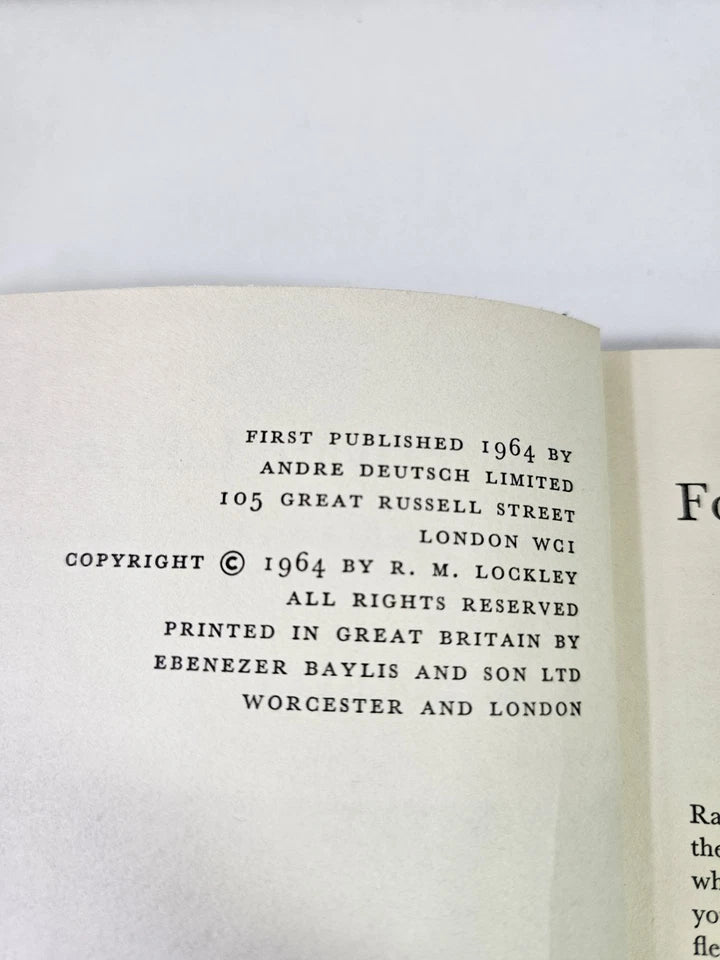 FIRST PUBLISHED 1964 BY
ANDRE DEUTSCH LIMITED
105 GREAT RUSSELL STREET
LONDON WC1
COPYRIGHT © 1964 BY R. M. LOCKLEY
ALL RIGHTS RESERVED
PRINTED IN GREAT BRITAIN BY
EBENEZER BAYLIS AND SON LTD
WORCESTER AND LONDON